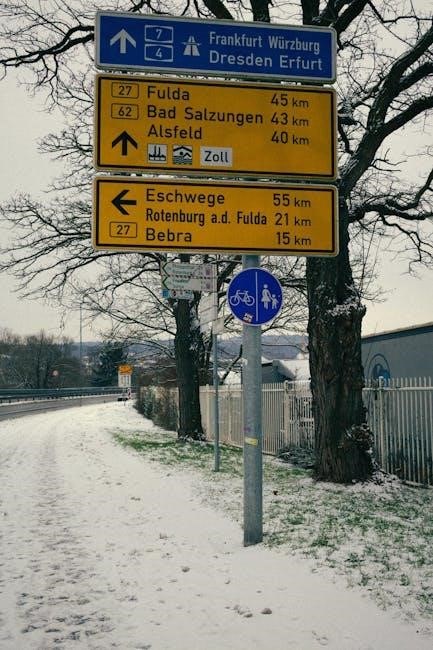 7 Frankfurt Würzburg
4 Dresden Erfurt
27 Fulda 45 km
62 Bad Salzungen 43 km
Alsfeld 40 km
Zoll
Eschwege 55 km
Rotenburg a.d. Fulda 21 km
27 Bebra 15 km